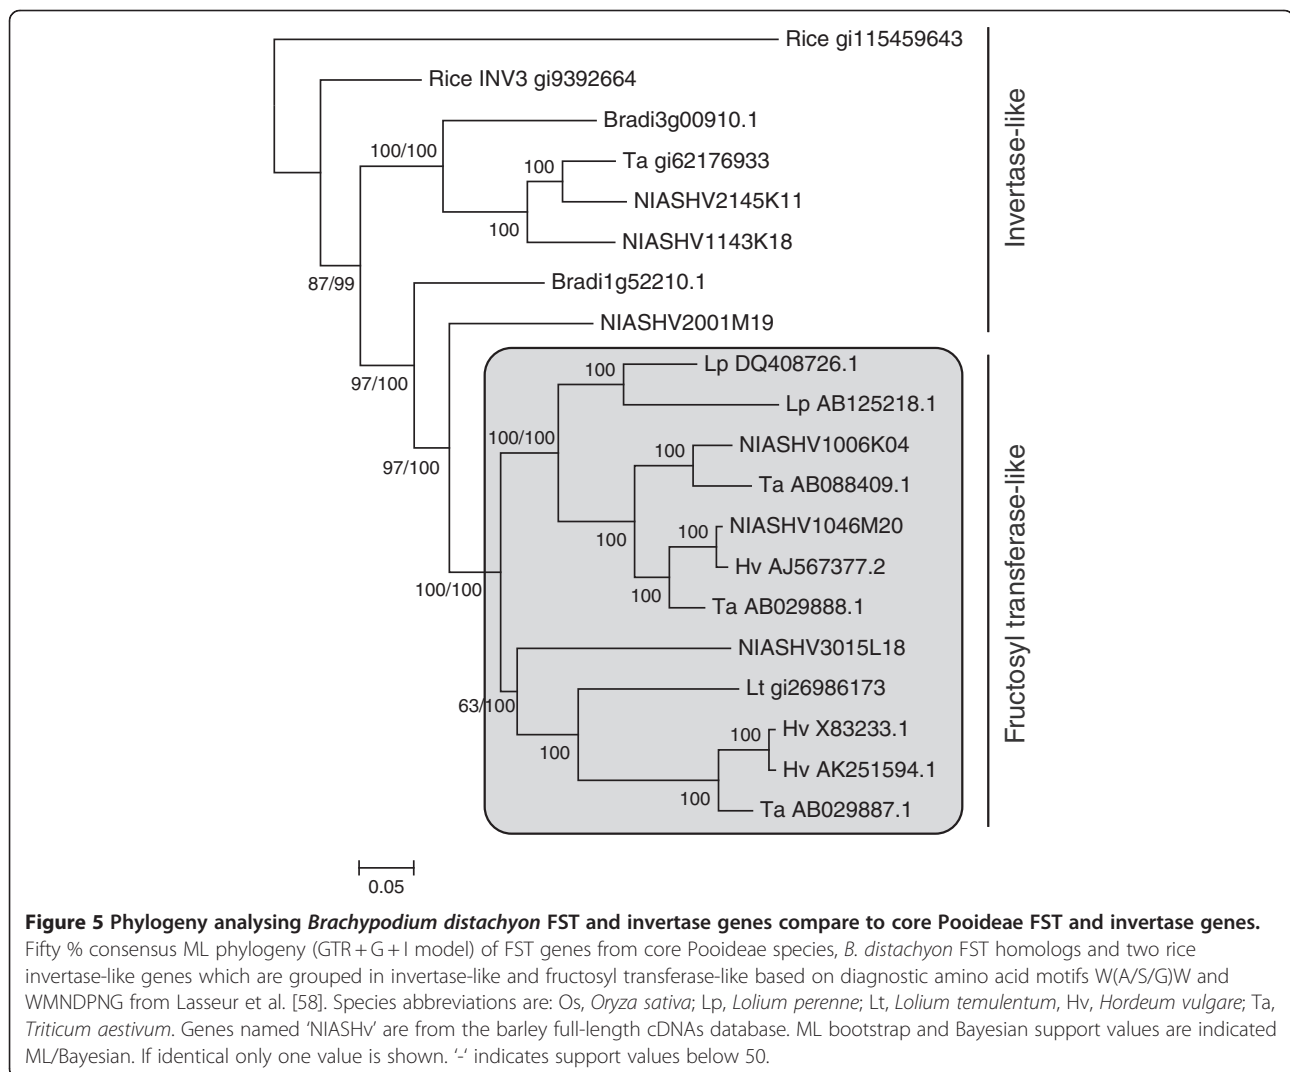 Rice gi115459643
Rice INV3 gi9392664
Bradi3g00910.1
100/100
Ta gi62176933
100
NIASHV2145K11
100
NIASHV1143K18
87/99
Bradi1g52210.1
NIASHV2001M19
Invertase-like
97/100
Lp DQ408726.1
100
Lp AB125218.1
100/100
NIASHV1006K04
100
97/100
Ta AB088409.1
NIASHV1046M20
100
100
Hv AJ567377.2
100/100
100
Ta AB029888.1
NIASHV3015L18
Lt gi26986173
63/100
Hv X83233.1
100
100
Hv AK251594.1
100
Ta AB029887.1
Fructosyl transferase-like
0.05
Figure 5 Phylogeny analysing Brachypodium distachyon FST and invertase genes compare to core Pooideae FST and invertase genes.
Fifty % consensus ML phylogeny (GTR + G + I model) of FST genes from core Pooideae species, B. distachyon FST homologs and two rice
invertase-like genes which are grouped in invertase-like and fructosyl transferase-like based on diagnostic amino acid motifs W(A/S/G)W and
WMNDPNG from Lasseur et al. [58]. Species abbreviations are: Os, Oryza sativa; Lp, Lolium perenne; Lt, Lolium temulentum, Hv, Hordeum vulgare; Ta,
Triticum aestivum. Genes named ‘NIASHv’ are from the barley full-length cDNAs database. ML bootstrap and Bayesian support values are indicated
ML/Bayesian. If identical only one value is shown. ‘-‘ indicates support values below 50.